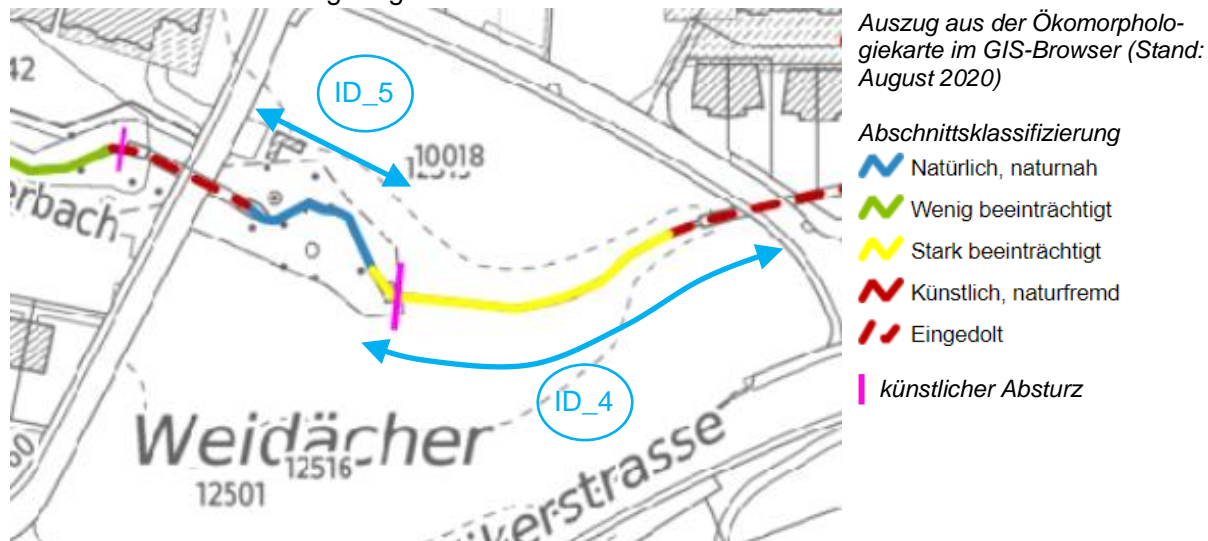 Auszug aus der Ökomorpholo-
giekarte im GIS-Browser (Stand:
August 2020)
Abschnittsklassifizierung
Natürlich, naturnah
Wenig beeinträchtigt
Stark beeinträchtigt
Künstlich, naturfremd
Eingedolt
künstlicher Absturz
ID_5
42
10018
erbach
ID_4
Weidächer
12516
12501
kerstrasse